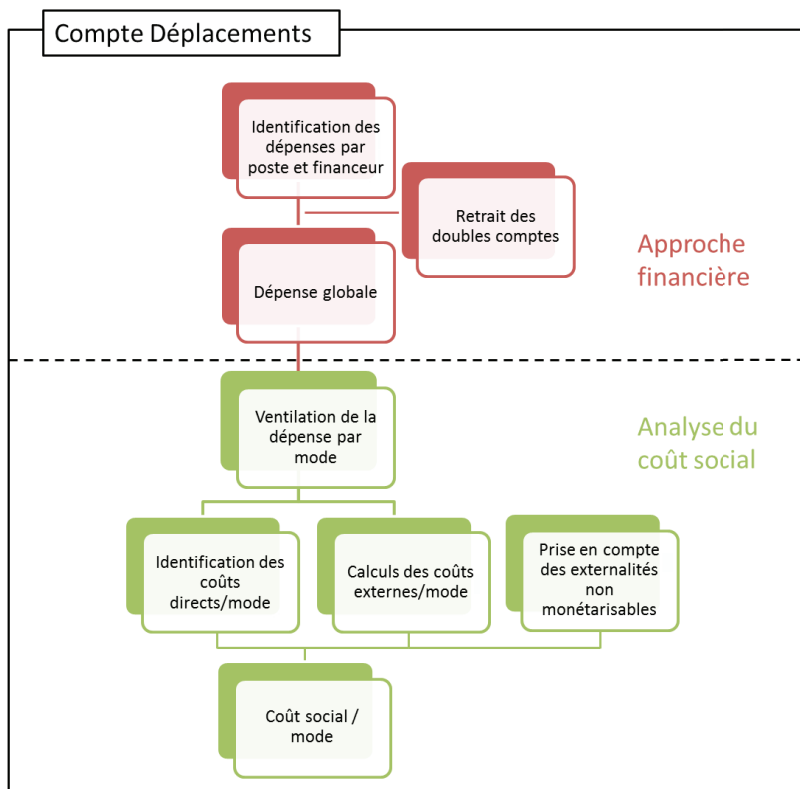 Compte Déplacements
Identification des
dépenses par
poste et financeur
Retrait des
doubles comptes
Approche
financière
Dépense globale
Ventilation de la
dépense par
mode
Analyse du
coût social
Identification des
coûts
directs/mode
Calculs des coûts
externes/mode
Prise en compte
des externalités
non
monétarisables
Coût social /
mode